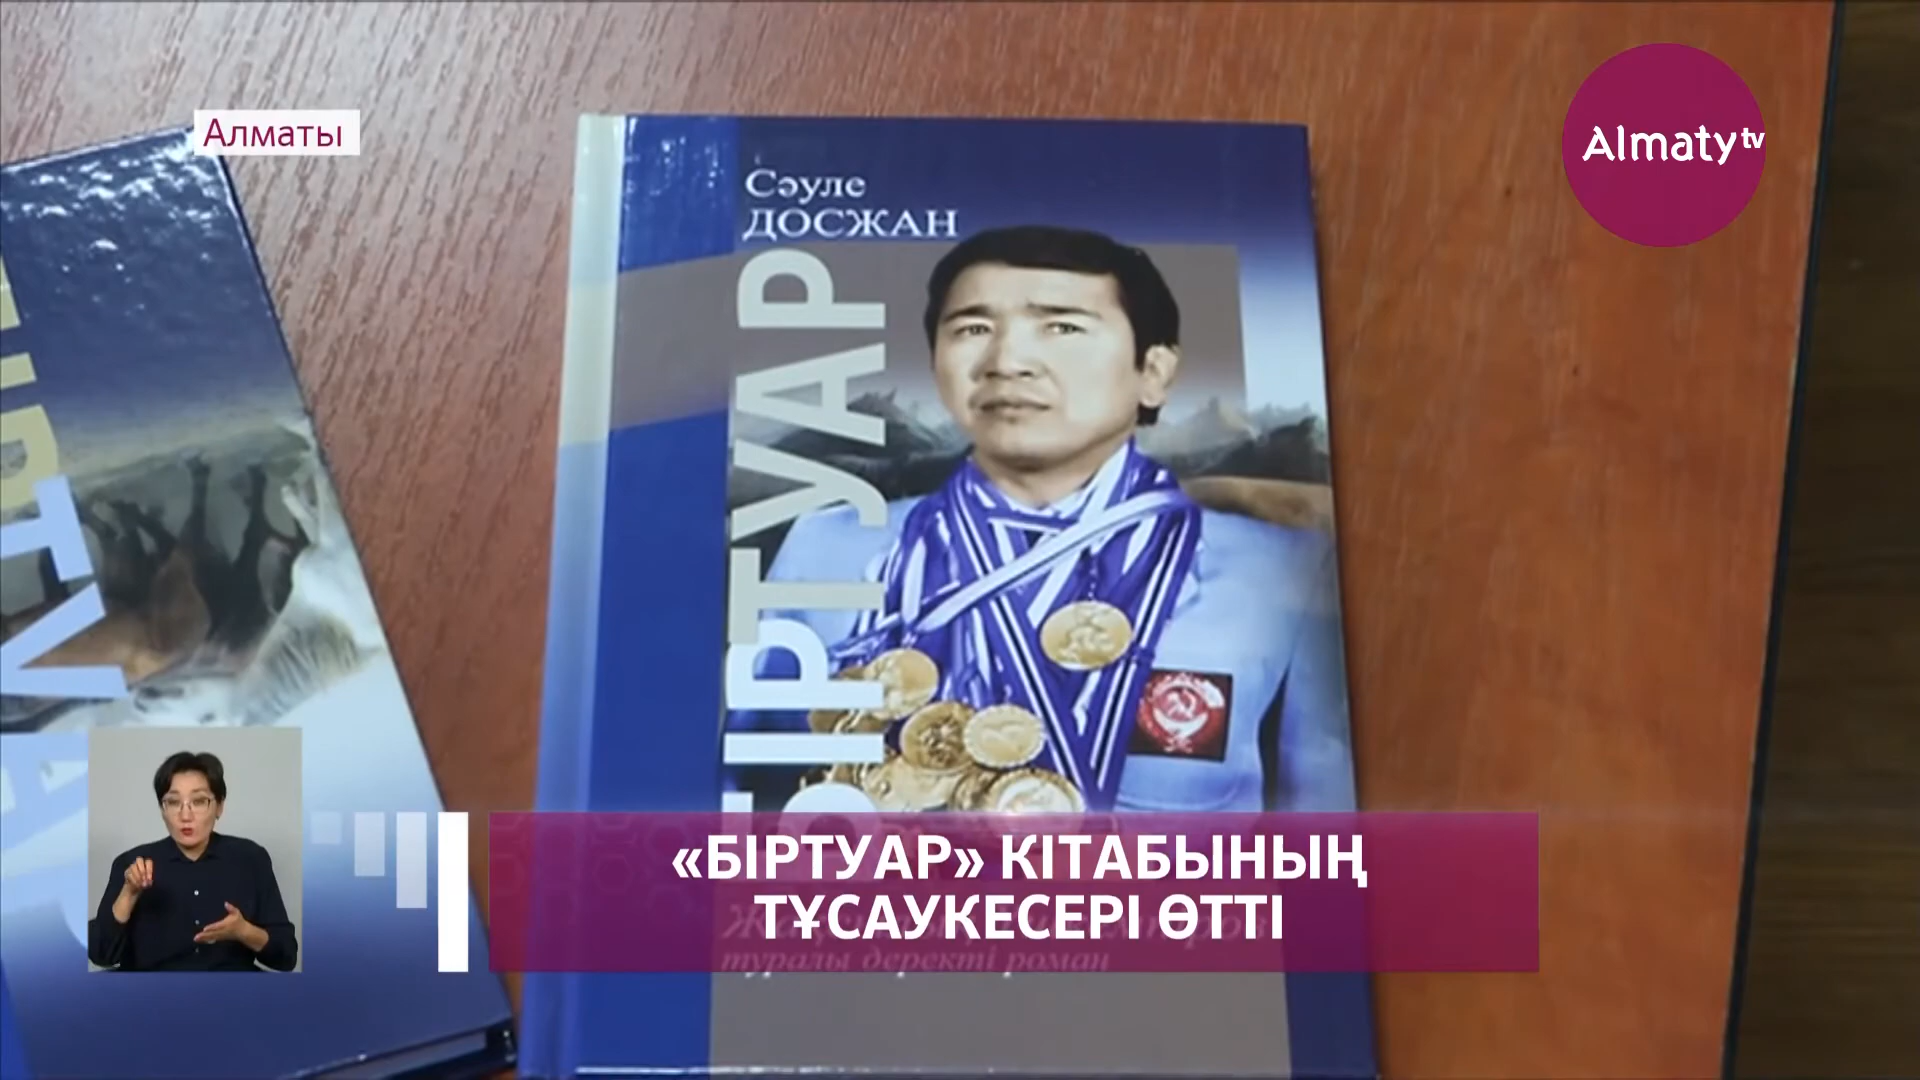 Алматы
Almaty tv
Сәуле
ДОСЖАН
БІРТУАР
«БІРТУАР» КІТАБЫНЫҢ
ТҰСАУКЕСЕРІ ӨТТІ
туралы деректі роман